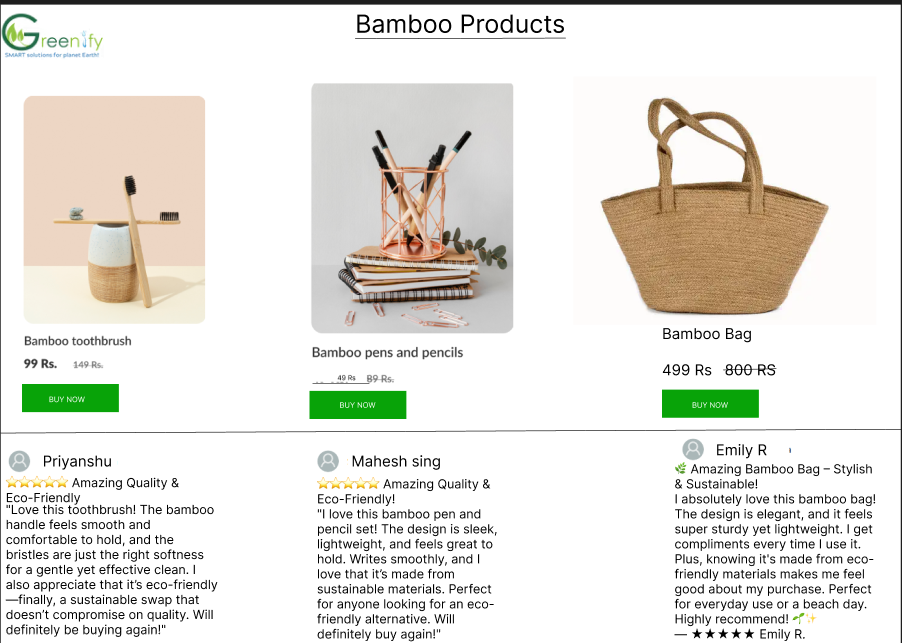 Bamboo Products
Greenify
SMART solutions for planet Earth!
Bamboo toothbrush
99 Rs. 149 Rs.
BUY NOW
Bamboo pens and pencils
49 Rs 89 Rs.
BUY NOW
Bamboo Bag
499 Rs 800 RS
BUY NOW
Priyanshu
⭐⭐⭐⭐⭐ Amazing Quality &
Eco-Friendly
"Love this toothbrush! The bamboo
handle feels smooth and
comfortable to hold, and the
bristles are just the right softness
for a gentle yet effective clean. I
also appreciate that it's eco-friendly
—finally, a sustainable swap that
doesn't compromise on quality. Will
definitely be buying again!"
Mahesh sing
⭐⭐⭐⭐⭐ Amazing Quality &
Eco-Friendly!
"I love this bamboo pen and
pencil set! The design is sleek,
lightweight, and feels great to
hold. Writes smoothly, and I
love that it's made from
sustainable materials. Perfect
for anyone looking for an eco-
friendly alternative. Will
definitely buy again!"
Emily R
🌿 Amazing Bamboo Bag – Stylish
& Sustainable!
I absolutely love this bamboo bag!
The design is elegant, and it feels
super sturdy yet lightweight. I get
compliments every time I use it.
Plus, knowing it's made from eco-
friendly materials makes me feel
good about my purchase. Perfect
for everyday use or a beach day.
Highly recommend! 🌱✨
— ★★★★★ Emily R.